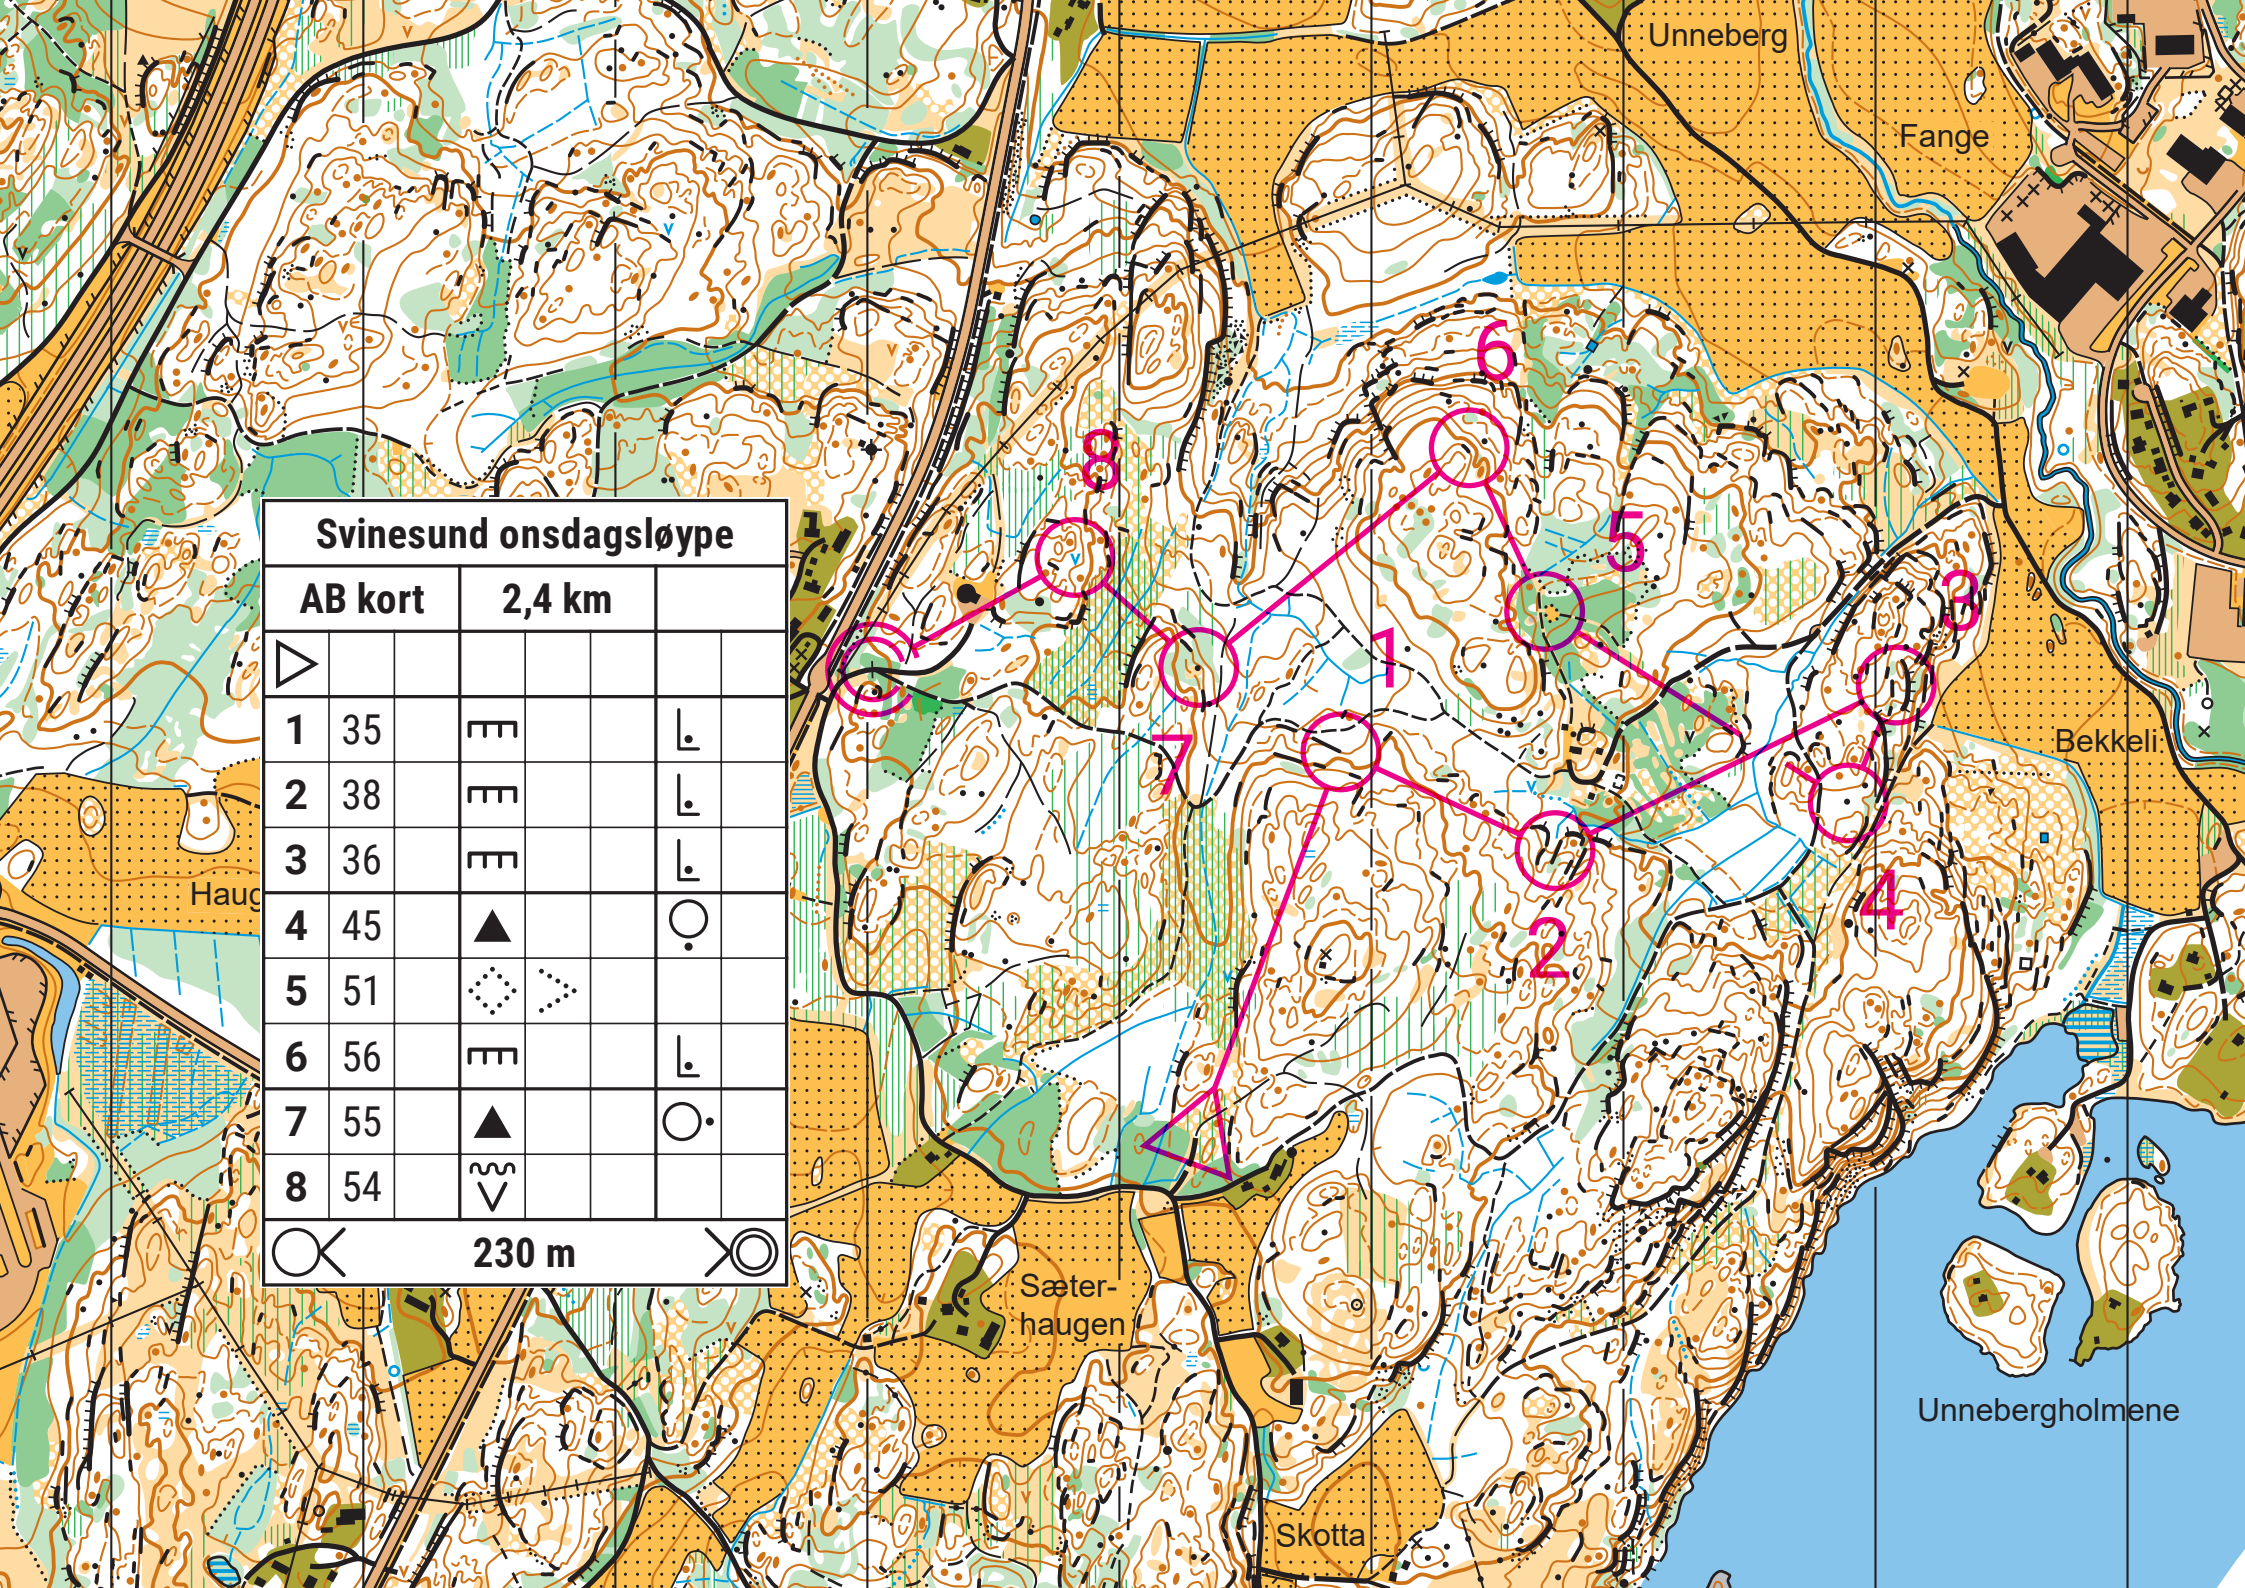 Unneberg
Fange
6
8
5
3
1
7
Bekkeli
4
2
Haug
Svinesund onsdagsløype
AB kort 2,4 km
1 35
2 38
3 36
4 45
5 51
6 56
7 55
8 54
230 m
Sæter-
haugen
Unnebergholmene
Skotta